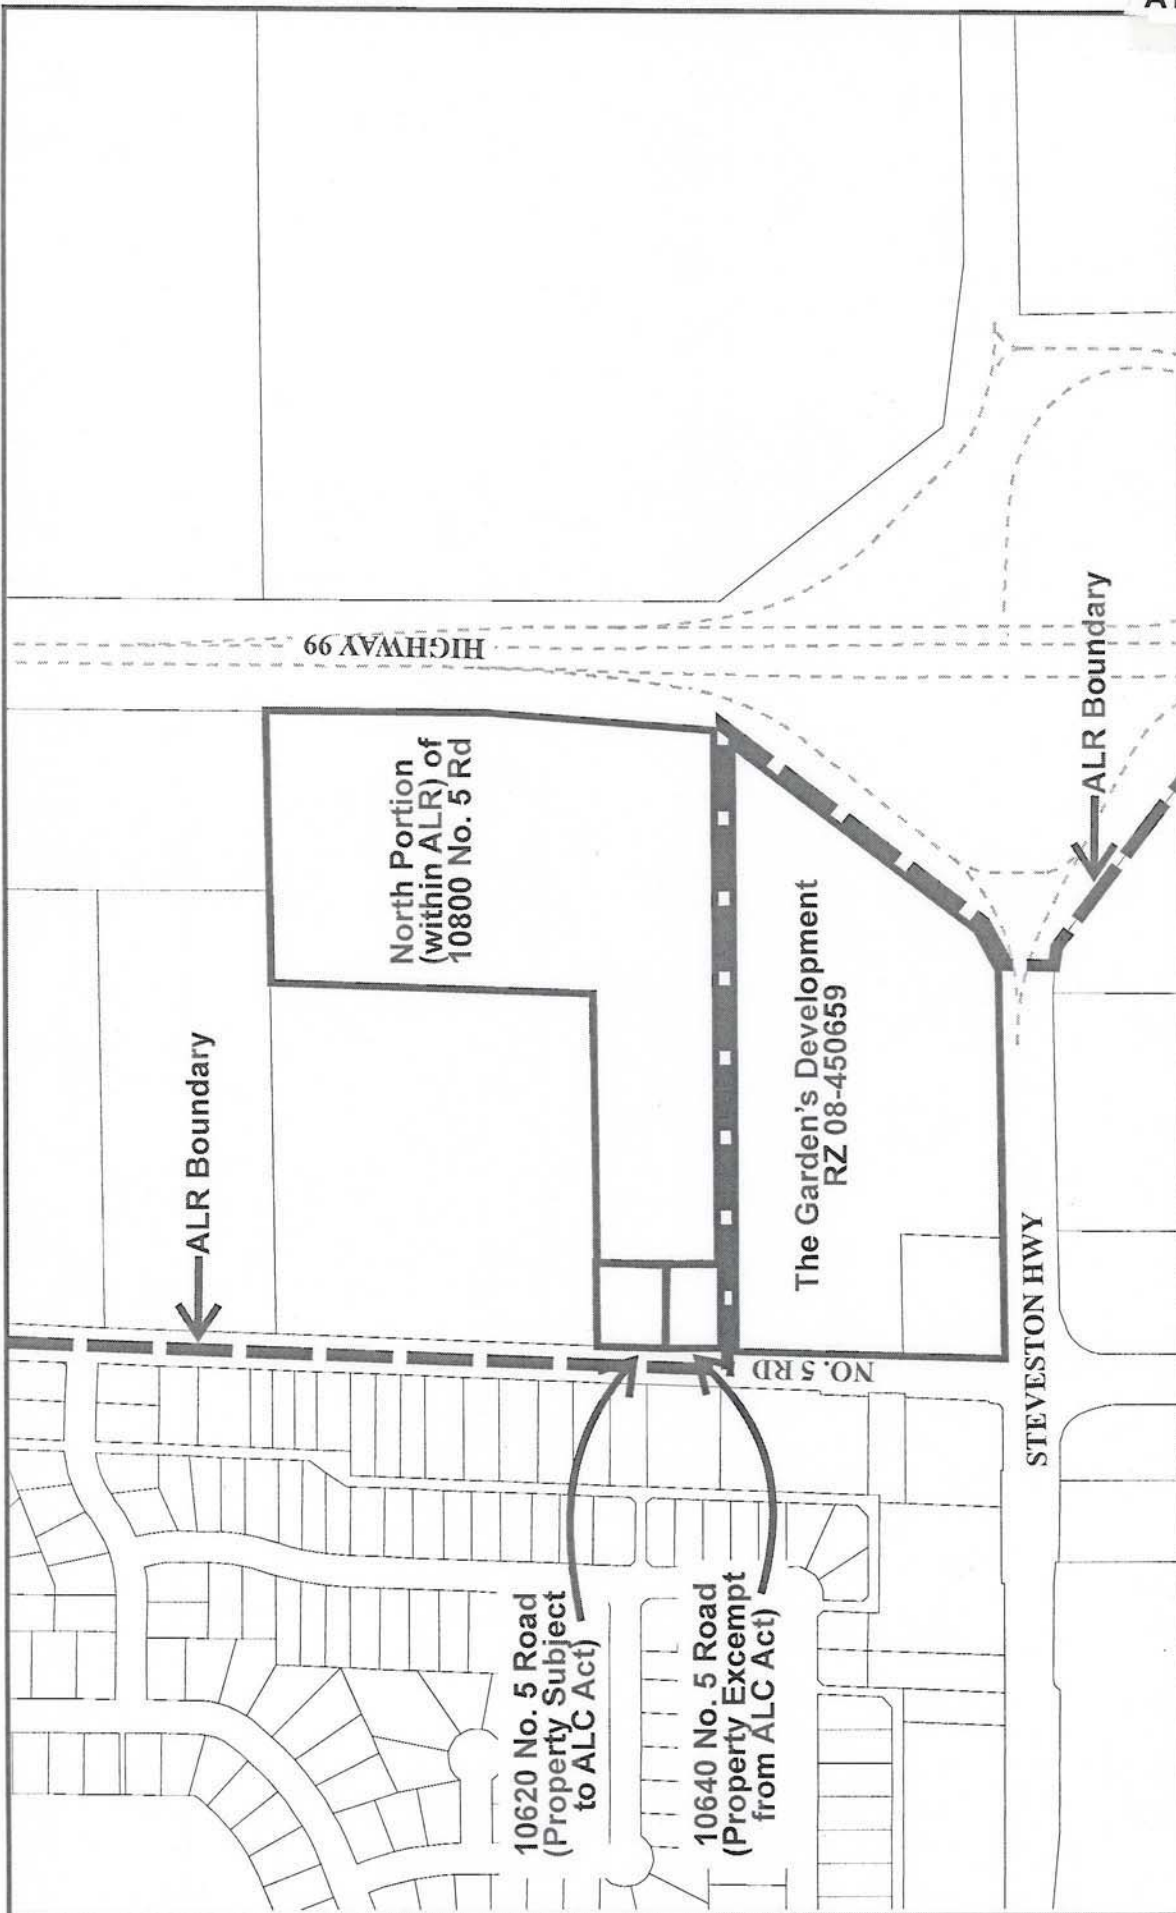 HIGHWAY 99
North Portion
(within ALR) of
10800 No. 5 Rd
ALR Boundary
ALR Boundary
The Garden's Development
RZ 08-450659
NO. 5 RD
STEVESTON HWY
10620 No. 5 Road
(Property Subject
to ALC Act)
10640 No. 5 Road
(Property Excempt
from ALC Act)